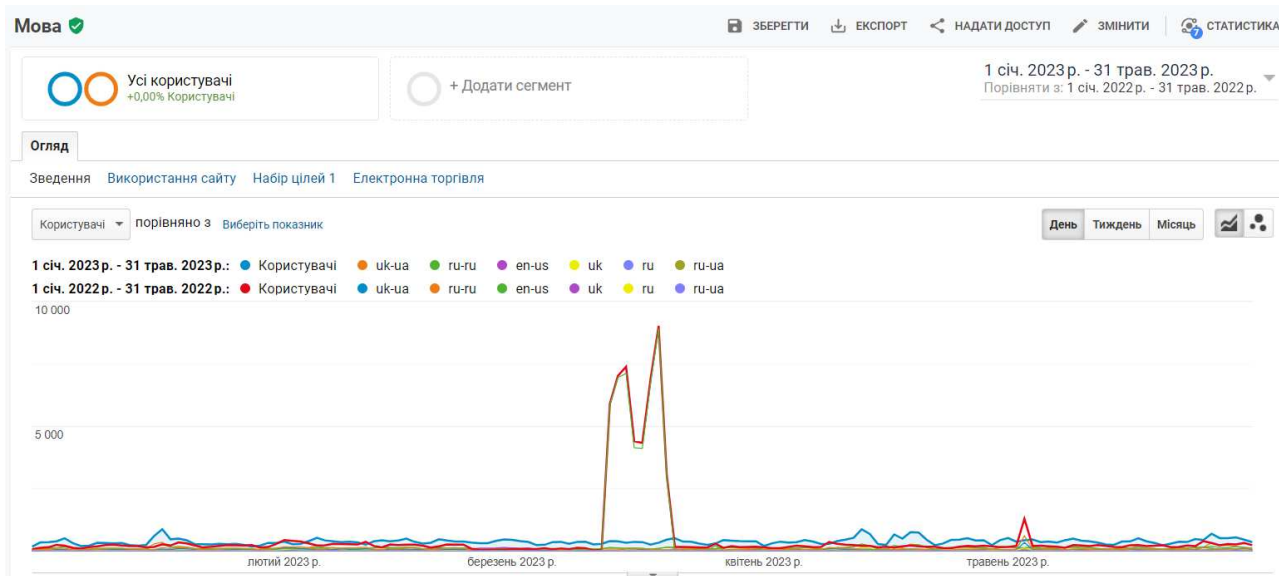 Мова
ЗБЕРЕГТИ ЕКСПОРТ НАДАТИ ДОСТУП ЗМІНИТИ 7 СТАТИСТИКА
Усі користувачі
+0,00% Користувачі
+ Додати сегмент
1 січ. 2023 р. - 31 трав. 2023 р.
Порівняти з: 1 січ. 2022 р. - 31 трав. 2022 р.
Огляд
Зведення Використання сайту Набір цілей 1 Електронна торгівля
Користувачі порівняно з Виберіть показник
День Тиждень Місяць
1 січ. 2023 р. - 31 трав. 2023 р.: Користувачі uk-ua ru-ru en-us uk ru ru-ua
1 січ. 2022 р. - 31 трав. 2022 р.: Користувачі uk-ua ru-ru en-us uk ru ru-ua
10 000
5 000
лютий 2023 р. березень 2023 р. квітень 2023 р. травень 2023 р.